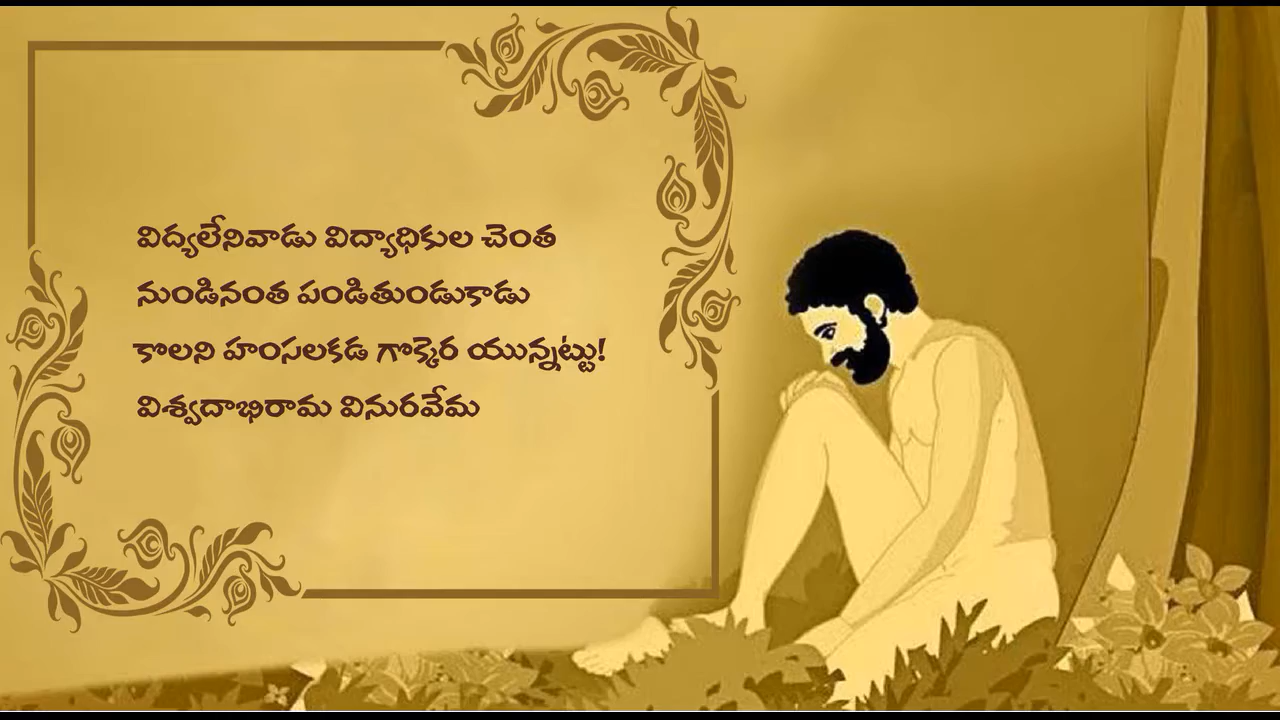 విద్యలేనివాడు విద్యాధికుల చెంత
నుండినంత పండితుండుకాడు
కొలని హంసలకడ గొక్కెర యున్నట్టు!
విశ్వదాభిరామ వినురవేమ